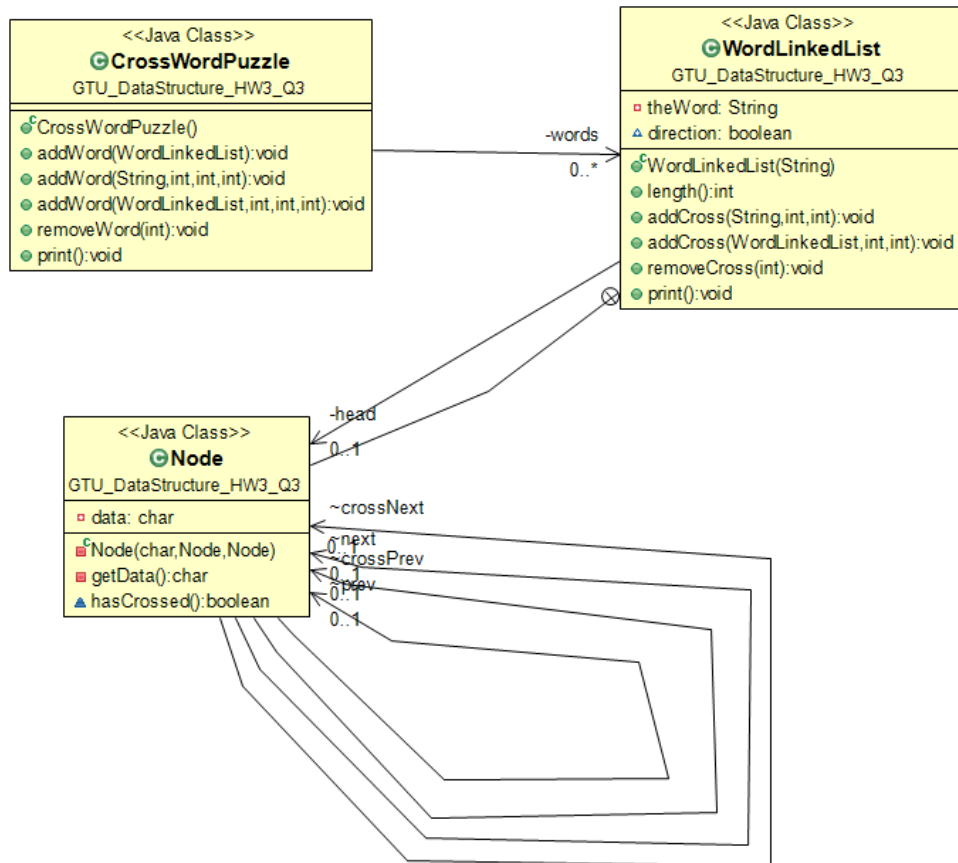 <<Java Class>>
CrossWordPuzzle
GTU_DataStructure_HW3_Q3
CrossWordPuzzle()
addWord(WordLinkedList):void
addWord(String,int,int,int):void
addWord(WordLinkedList,int,int,int):void
removeWord(int):void
print():void
-words
0..*
<<Java Class>>
WordLinkedList
GTU_DataStructure_HW3_Q3
theWord: String
direction: boolean
WordLinkedList(String)
length():int
addCross(String,int,int):void
addCross(WordLinkedList,int,int):void
removeCross(int):void
print():void
-head
0..1
<<Java Class>>
Node
GTU_DataStructure_HW3_Q3
data: char
Node(char,Node,Node)
getData():char
hasCrossed():boolean
~crossNext
~next
0..1
~crossPrev
0..1
~prev
0..1
0..1